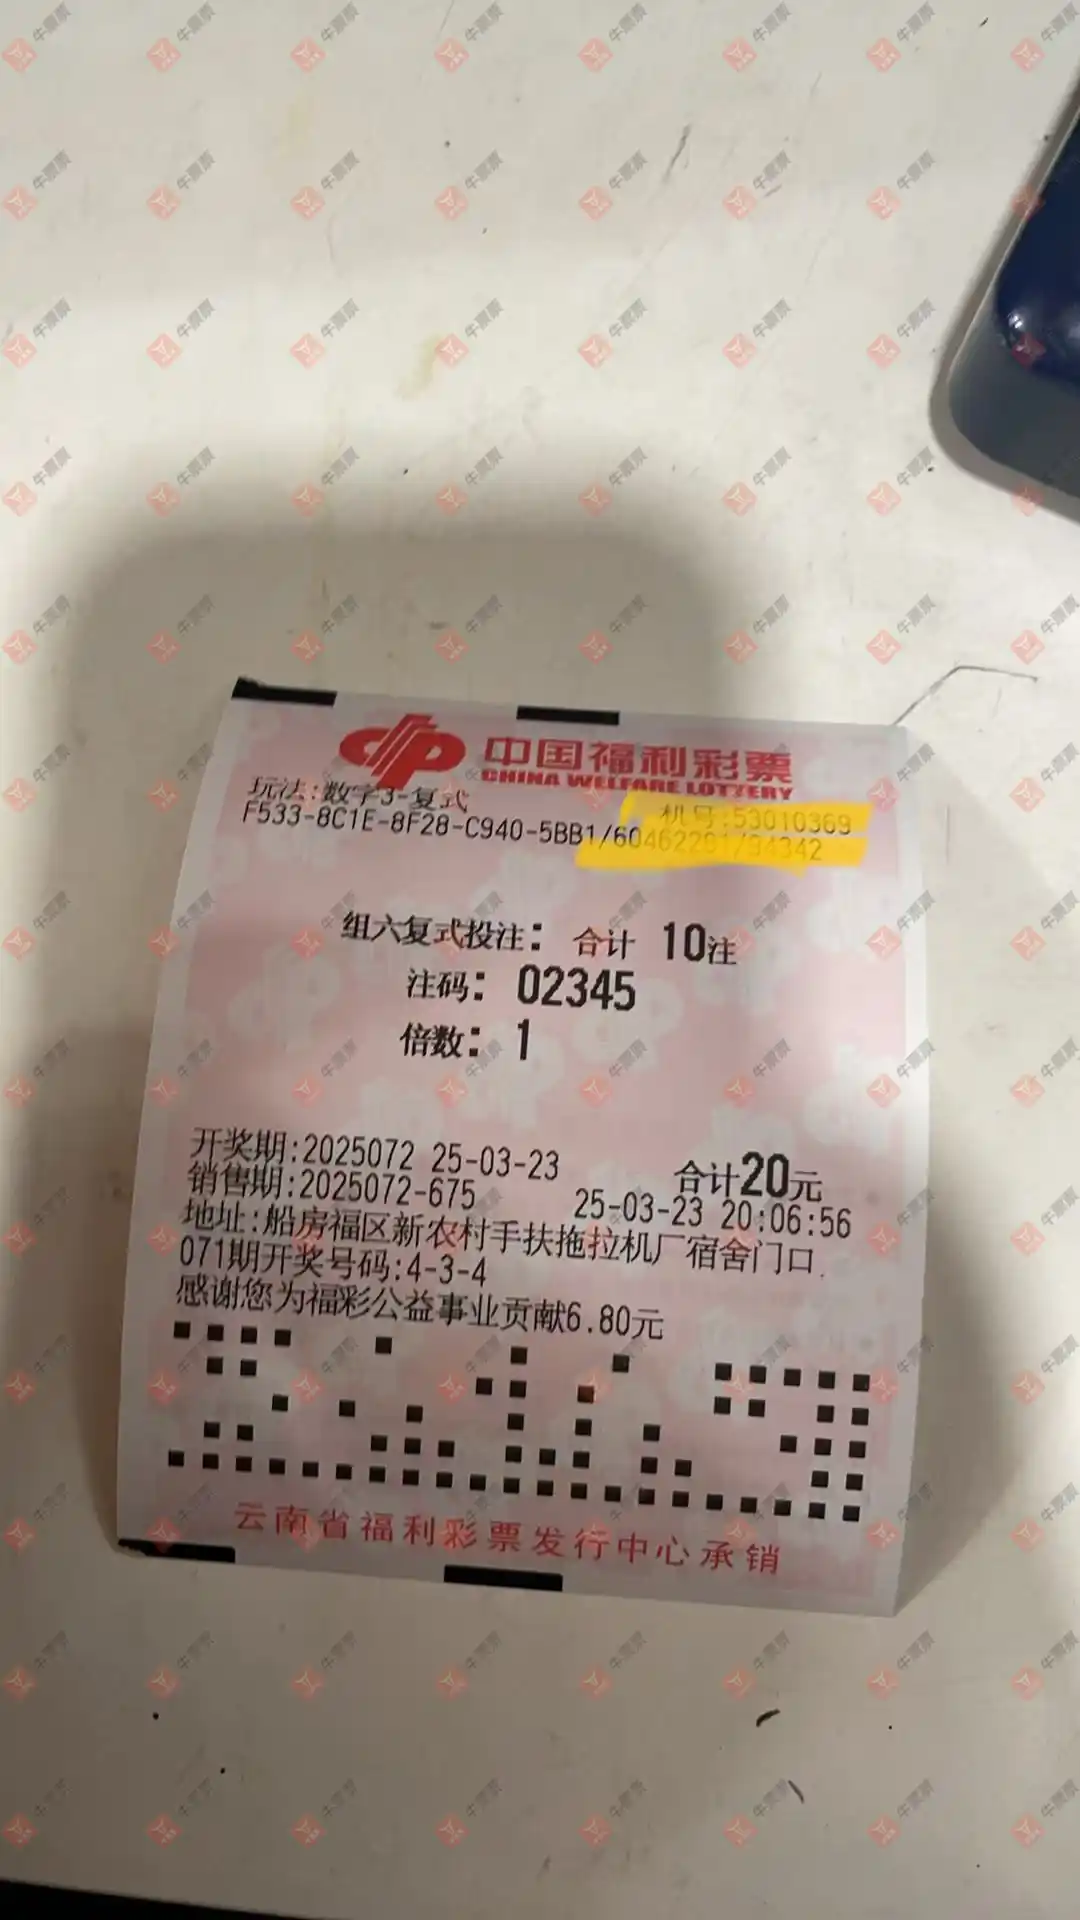 中国福利彩票
CHINA WELFARE LOTTERY
玩法:数字3-复式
机号:53010369
F533-8C1E-8F28-C940-5BB1/60462201/94342
组六复式投注: 合计 10注
注码: 02345
倍数: 1
开奖期:2025072 25-03-23 合计20元
销售期:2025072-675 25-03-23 20:06:56
地址:船房福区新农村手扶拖拉机厂宿舍门口.
071期开奖号码:4-3-4
感谢您为福彩公益事业贡献6.80元
云南省福利彩票发行中心承销